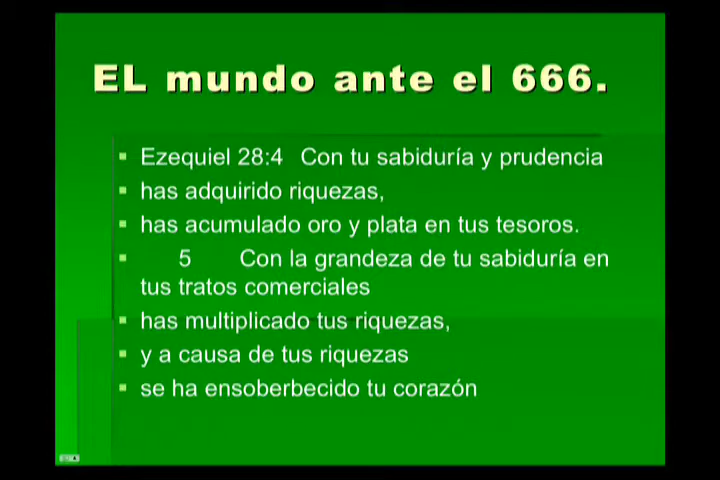 EL mundo ante el 666.
Ezequiel 28:4 Con tu sabiduría y prudencia
has adquirido riquezas,
has acumulado oro y plata en tus tesoros.
5 Con la grandeza de tu sabiduría en
tus tratos comerciales
has multiplicado tus riquezas,
y a causa de tus riquezas
se ha ensoberbecido tu corazón